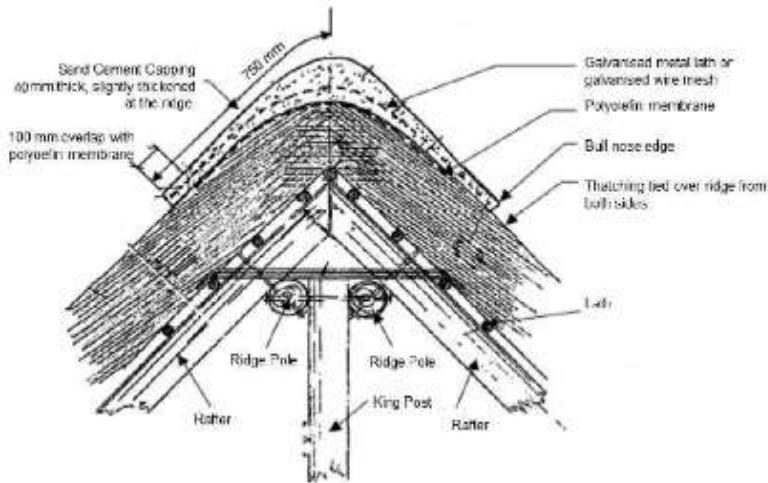 750 mm
Sand Cement Capping
40mm thick, slightly thickened
at the ridge.
100 mm overlap with
polyoefin membrane
Galvanised metal lath or
galvanised wire mesh
Polyolefin membrane
Bull nose edge
Thatching tied over ridge from
both sides
Lath
Ridge Pole
Ridge Pole
Rafter
King Post
Rafter